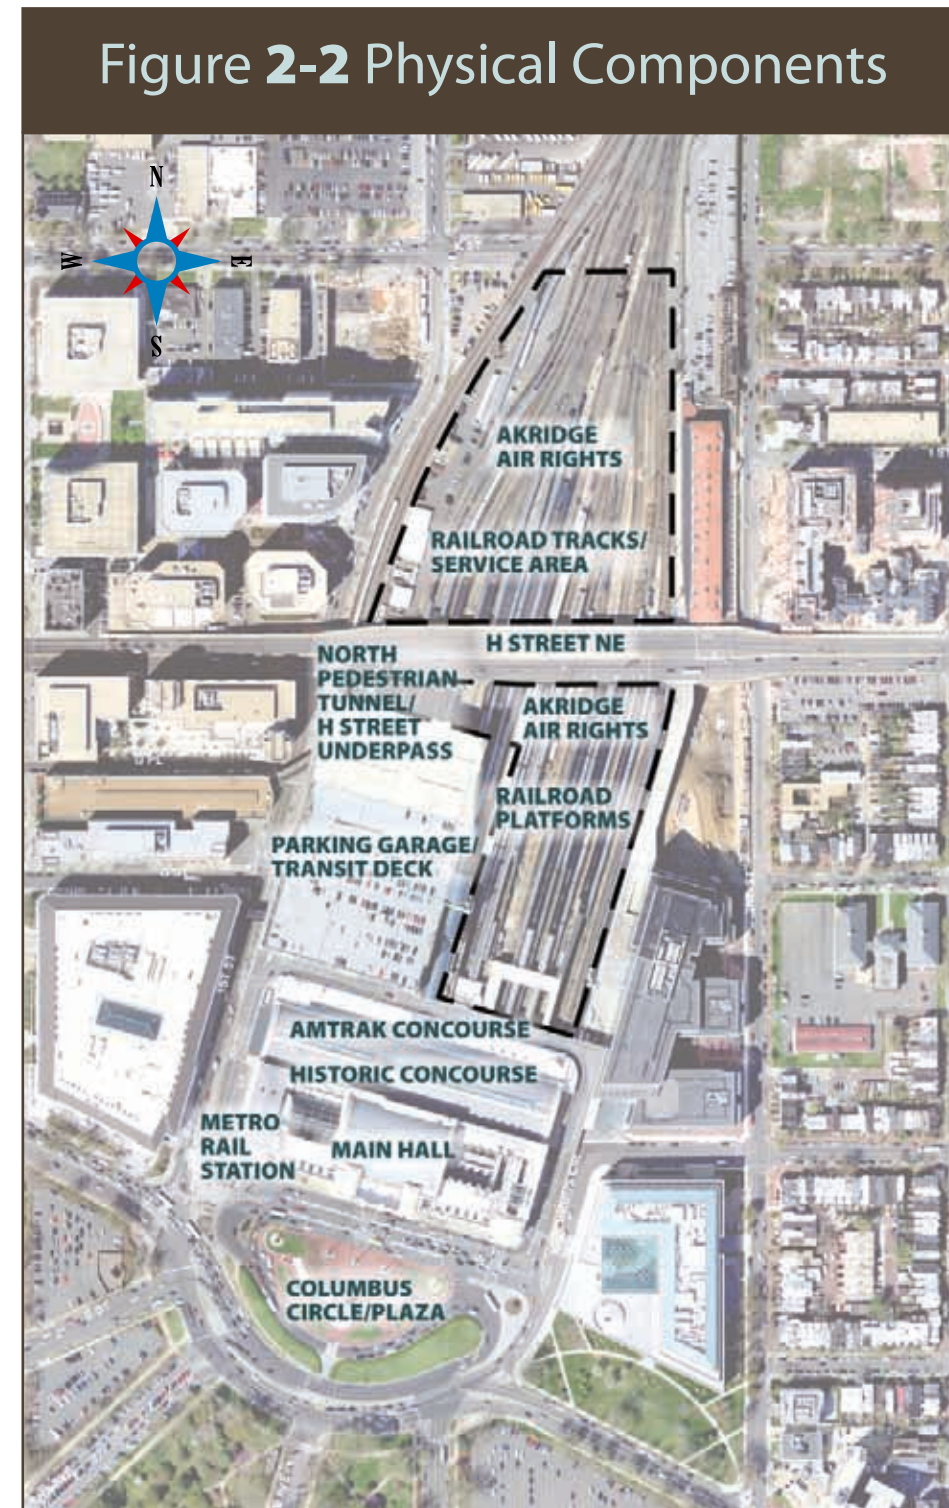 Figure 2-2 Physical Components
N
W
E
S
AKRIDGE
AIR RIGHTS
RAILROAD TRACKS/
SERVICE AREA
H STREET NE
NORTH
PEDESTRIAN
TUNNEL/
H STREET
UNDERPASS
AKRIDGE
AIR RIGHTS
RAILROAD
PLATFORMS
PARKING GARAGE/
TRANSIT DECK
1ST ST
AMTRAK CONCOURSE
HISTORIC CONCOURSE
METRO
RAIL
STATION
MAIN HALL
COLUMBUS
CIRCLE/PLAZA